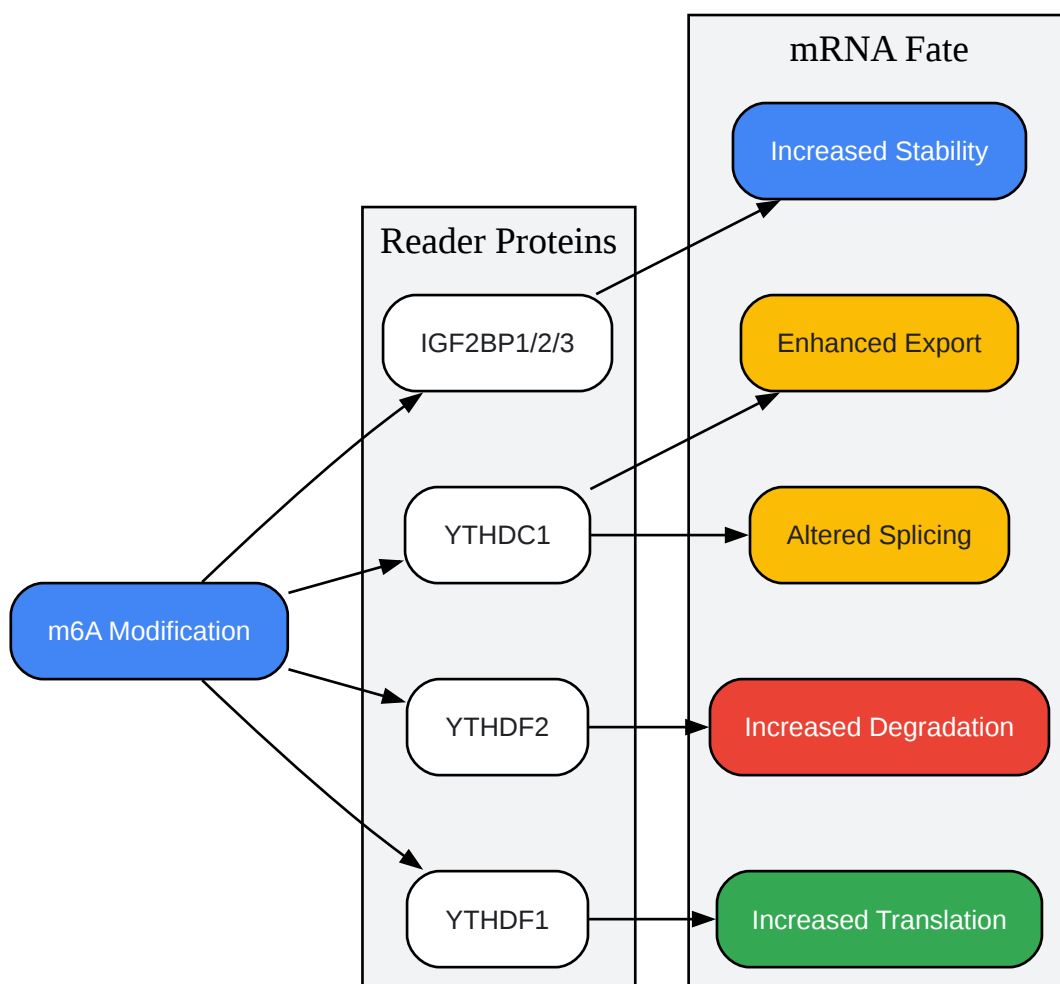 mRNA Fate
Increased Stability
Reader Proteins
IGF2BP1/2/3
Enhanced Export
YTHDC1
Altered Splicing
m6A Modification
YTHDF2
Increased Degradation
YTHDF1
Increased Translation